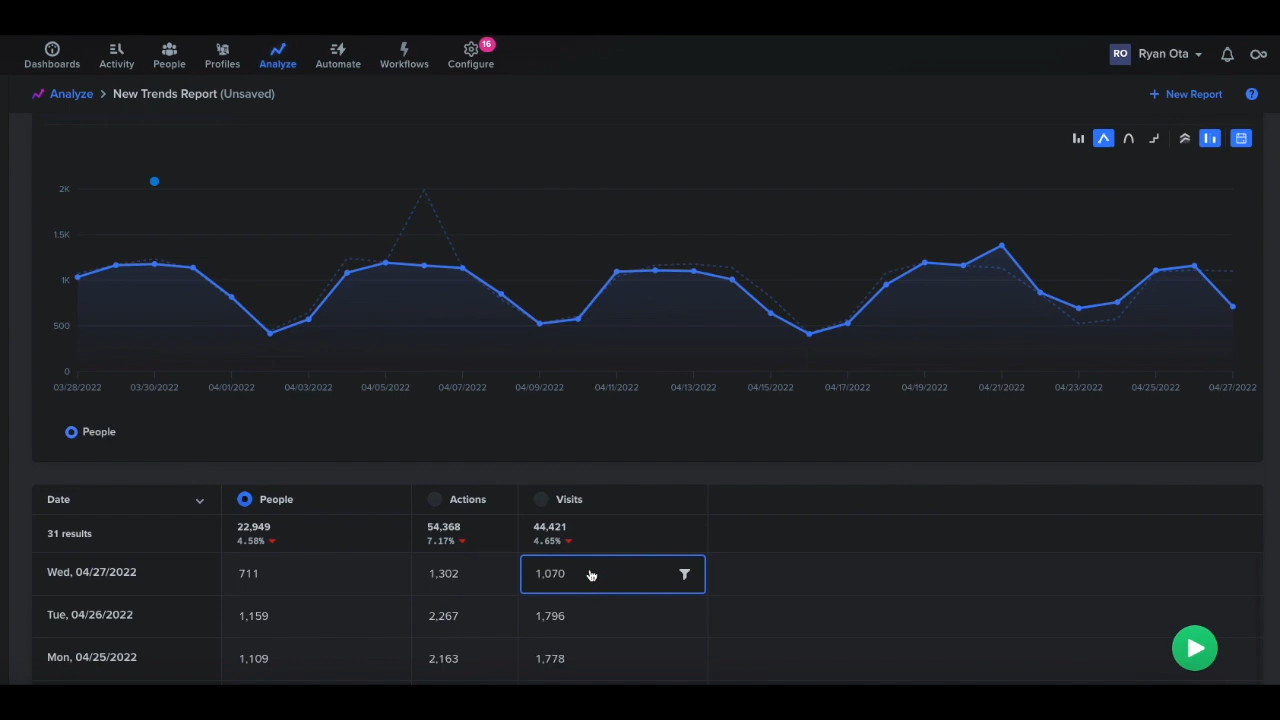 16
Dashboards Activity People Profiles Analyze Automate Workflows Configure RO Ryan Ota
Analyze > New Trends Report (Unsaved) + New Report ?
2K
1.5K
1K
500
0
03/28/2022 03/30/2022 04/01/2022 04/03/2022 04/05/2022 04/07/2022 04/09/2022 04/11/2022 04/13/2022 04/15/2022 04/17/2022 04/19/2022 04/21/2022 04/23/2022 04/25/2022 04/27/2022
People
Date People Actions Visits
31 results 22,949 54,368 44,421
4.58% 7.17% 4.65%
Wed, 04/27/2022 711 1,302 1,070
Tue, 04/26/2022 1,159 2,267 1,796
Mon, 04/25/2022 1,109 2,163 1,778